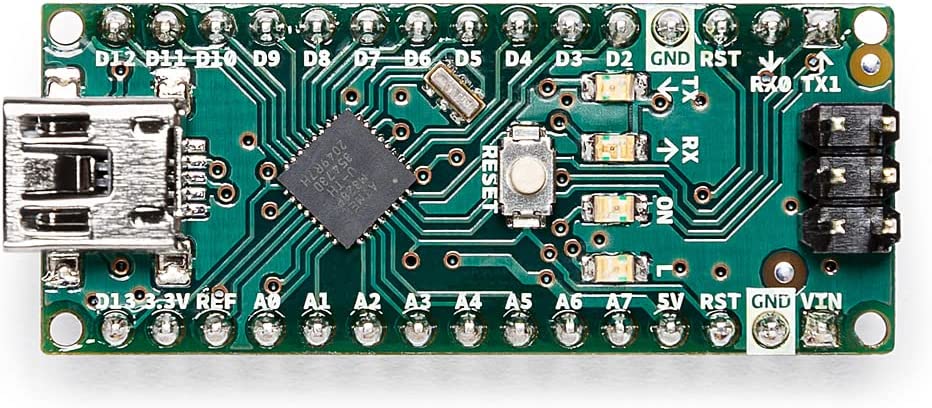 D12 D11 D10 D9 D8 D7 D6 D5 D4 D3 D2 GND RST RX0 TX1
TX
RX
RESET
ON
L
D13 3.3V REF A0 A1 A2 A3 A4 A5 A6 A7 5V RST GND VIN